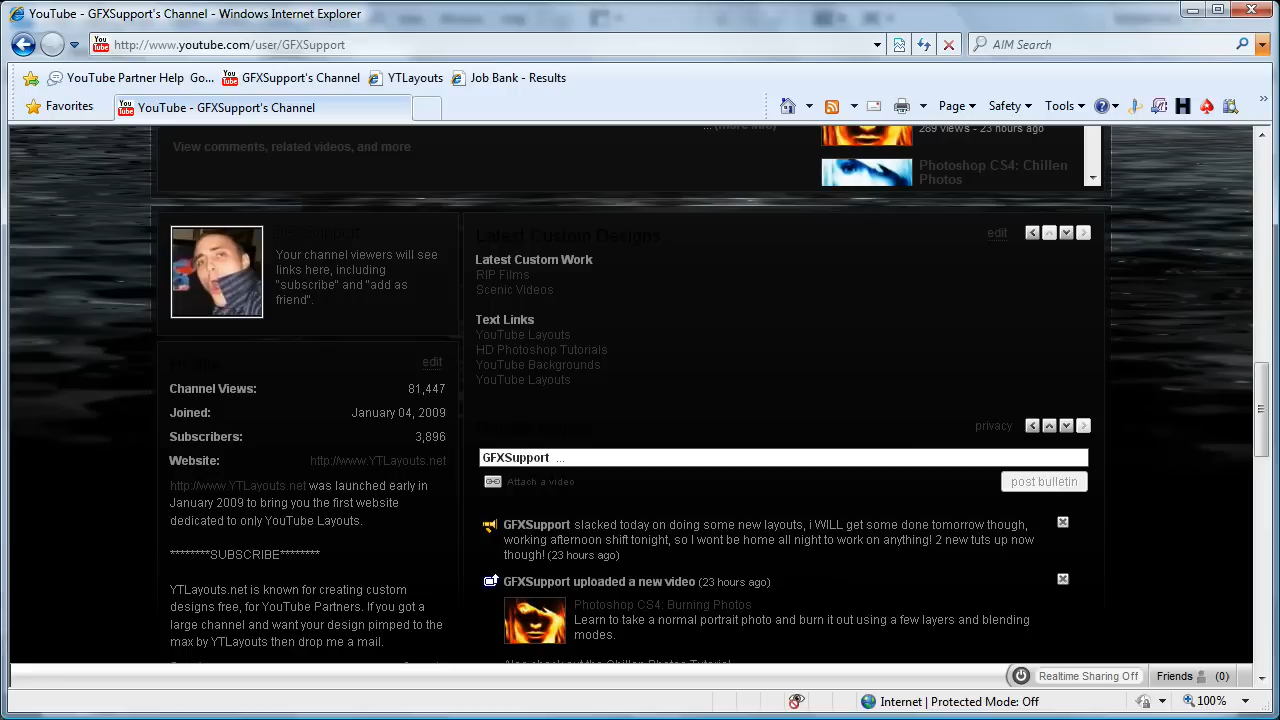 YouTube - GFXSupport's Channel - Windows Internet Explorer
http://www.youtube.com/user/GFXSupport
AIM Search
YouTube Partner Help Go...
GFXSupport's Channel
YTLayouts
Job Bank - Results
Favorites
YouTube - GFXSupport's Channel
Page
Safety
Tools
... (more info)
289 views - 23 hours ago
View comments, related videos, and more
Photoshop CS4: Chillen
Photos
GFXSupport
Your channel viewers will see
links here, including
"subscribe" and "add as
friend".
Latest Custom Designs
edit
Latest Custom Work
RIP Films
Scenic Videos
Text Links
YouTube Layouts
HD Photoshop Tutorials
YouTube Backgrounds
YouTube Layouts
Profile
edit
Channel Views: 81,447
Joined: January 04, 2009
Subscribers: 3,896
Website: http://www.YTLayouts.net
http://www.YTLayouts.net was launched early in
January 2009 to bring you the first website
dedicated to only YouTube Layouts.
********SUBSCRIBE********
YTLayouts.net is known for creating custom
designs free, for YouTube Partners. If you got a
large channel and want your design pimped to the
max by YTLayouts then drop me a mail.
privacy
GFXSupport ...
Attach a video
post bulletin
GFXSupport slacked today on doing some new layouts, i WILL get some done tomorrow though,
working afternoon shift tonight, so I wont be home all night to work on anything! 2 new tuts up now
though! (23 hours ago)
GFXSupport uploaded a new video (23 hours ago)
Photoshop CS4: Burning Photos
Learn to take a normal portrait photo and burn it out using a few layers and blending
modes.
Also check out the Chillen Photos Tutorial
Realtime Sharing Off
Friends (0)
Internet | Protected Mode: Off
100%